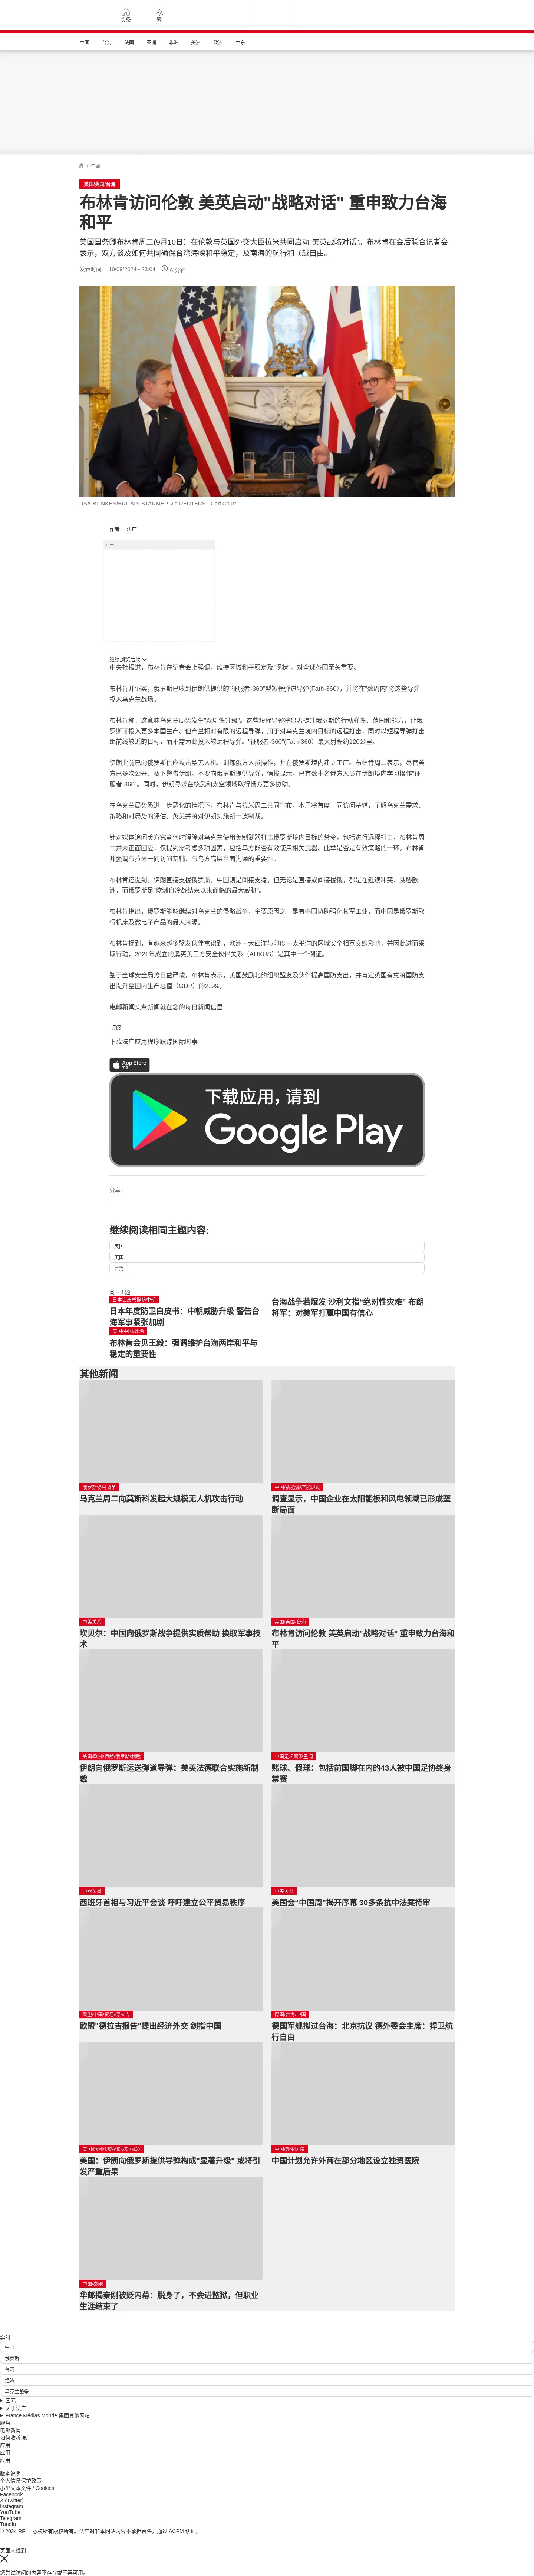 头条
繁
中国
台海
法国
亚洲
非洲
美洲
欧洲
中东
/ 中国
美国/英国/台海
布林肯访问伦敦 美英启动"战略对话" 重申致力台海
和平
美国国务卿布林肯周二(9月10日）在伦敦与英国外交大臣拉米共同启动"美英战略对话"。布林肯在会后联合记者会
表示，双方谈及如何共同确保台湾海峡和平稳定，及南海的航行和飞越自由。
发表时间： 10/09/2024 - 23:04 6 分钟
USA-BLINKEN/BRITAIN-STARMER via REUTERS - Carl Court
作者： 法广
广告
继续浏览后续
中央社报道，布林肯在记者会上强调，维持区域和平稳定及"现状"，对全球各国至关重要。
布林肯并证实，俄罗斯已收到伊朗供提供的"征服者-360"型短程弹道导弹(Fath-360），并将在"数周内"将这些导弹
投入乌克兰战场。
布林肯称，这意味乌克兰局势发生"戏剧性升级"。这些短程导弹将显著提升俄罗斯的行动弹性、范围和能力，让俄
罗斯可投入更多本国生产、但产量相对有限的远程导弹，用于对乌克兰境内目标的远程打击，同时以短程导弹打击
距前线较近的目标，而不需为此投入较远程导弹。"征服者-360"(Fath-360）最大射程约120公里。
伊朗此前已向俄罗斯供应攻击型无人机、训练俄方人员操作，并在俄罗斯境内建立工厂。布林肯周二表示，尽管美
方已多次公开、私下警告伊朗，不要向俄罗斯提供导弹，情报显示，已有数十名俄方人员在伊朗境内学习操作"征
服者-360"。同时，伊朗寻求在核武和太空领域取得俄方更多协助。
在乌克兰局势恐进一步恶化的情况下，布林肯与拉米周二共同宣布，本周将首度一同访问基辅，了解乌克兰需求、
策略和对局势的评估。英美并将对伊朗实施新一波制裁。
针对媒体追问美方究竟何时解除对乌克兰使用美制武器打击俄罗斯境内目标的禁令，包括进行远程打击，布林肯周
二并未正面回应，仅提到需考虑多项因素，包括乌方能否有效使用相关武器、此举是否是有效策略的一环。布林肯
并强调与拉米一同访问基辅、与乌方高层当面沟通的重要性。
布林肯还提到，伊朗直接支援俄罗斯，中国则是间接支援，但无论是直接或间接援俄，都是在延续冲突、威胁欧
洲，而俄罗斯是"欧洲自冷战结束以来面临的最大威胁"。
布林肯指出，俄罗斯能够继续对乌克兰的侵略战争，主要原因之一是有中国协助强化其军工业，而中国是俄罗斯取
得机床及微电子产品的最大来源。
布林肯提到，有越来越多盟友伙伴意识到，欧洲－大西洋与印度－太平洋的区域安全相互交织影响，并因此进而采
取行动，2021年成立的澳英美三方安全伙伴关系（AUKUS）是其中一个例证。
鉴于全球安全局势日益严峻，布林肯表示，美国鼓励北约组织盟友及伙伴提高国防支出，并肯定英国有意将国防支
出提升至国内生产总值（GDP）的2.5%。
电邮新闻头条新闻就在您的每日新闻信里
订阅
下载法广应用程序跟踪国际时事
App Store
下载
下载应用，请到
Google Play
分享 :
继续阅读相同主题内容:
美国
英国
台海
同一主题
日本白皮书提防中朝
日本年度防卫白皮书：中朝威胁升级 警告台
海军事紧张加剧
台海战争若爆发 沙利文指"绝对性灾难" 布朗
将军：对美军打赢中国有信心
美国/中国/政治
布林肯会见王毅：强调维护台海两岸和平与
稳定的重要性
其他新闻
俄罗斯侵乌战争
乌克兰周二向莫斯科发起大规模无人机攻击行动
中国/新能源/产能过剩
调查显示，中国企业在太阳能板和风电领域已形成垄
断局面
中美关系
坎贝尔：中国向俄罗斯战争提供实质帮助 换取军事技
术
美国/英国/台海
布林肯访问伦敦 美英启动"战略对话" 重申致力台海和
平
美国/欧洲/伊朗/俄罗斯/制裁
伊朗向俄罗斯运送弹道导弹：美英法德联合实施新制
裁
中国足坛腐败丑闻
赌球、假球：包括前国脚在内的43人被中国足协终身
禁赛
中欧贸易
西班牙首相与习近平会谈 呼吁建立公平贸易秩序
中美关系
美国会"中国周"揭开序幕 30多条抗中法案待审
欧盟/中国/贸易/德拉吉
欧盟"德拉吉报告"提出经济外交 剑指中国
德国/台海/中国
德国军舰拟过台海：北京抗议 德外委会主席：捍卫航
行自由
美国/欧洲/伊朗/俄罗斯/武器
美国：伊朗向俄罗斯提供导弹构成"显著升级" 或将引
发严重后果
中国/外资医院
中国计划允许外商在部分地区设立独资医院
中国/秦刚
华邮揭秦刚被贬内幕：脱身了，不会进监狱，但职业
生涯结束了
实时
中国
俄罗斯
台湾
经济
乌克兰战争
国际
关于法广
France Médias Monde 集团其他网站
服务
电邮新闻
如何收听法广
应用
应用
应用
版本说明
个人信息保护政策
小型文本文件 / Cookies
Facebook
X (Twitter)
Instagram
YouTube
Telegram
TuneIn
© 2024 RFI – 版权所有版权所有。法广对非本网站内容不承担责任。通过 ACPM 认证。
页面未找到
您尝试访问的内容不存在或不再可用。